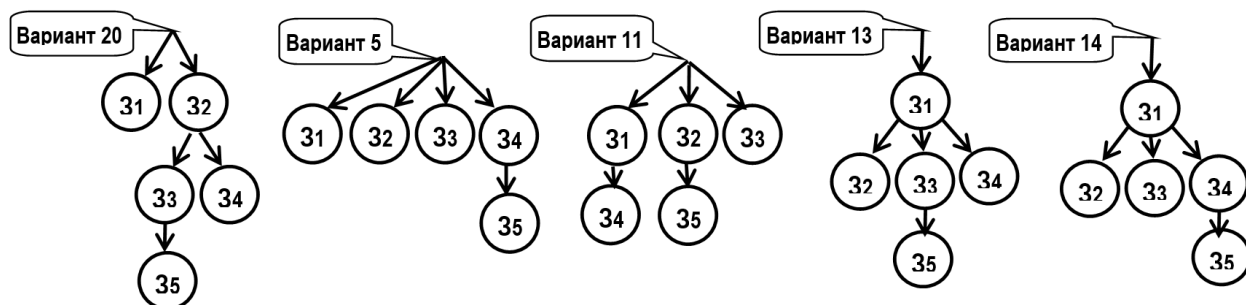 Вариант 20
З1 З2
З3 З4
З5
Вариант 5
З1 З2 З3 З4
З5
Вариант 11
З1 З2 З3
З4 З5
Вариант 13
З1
З2 З3 З4
З5
Вариант 14
З1
З2 З3 З4
З5